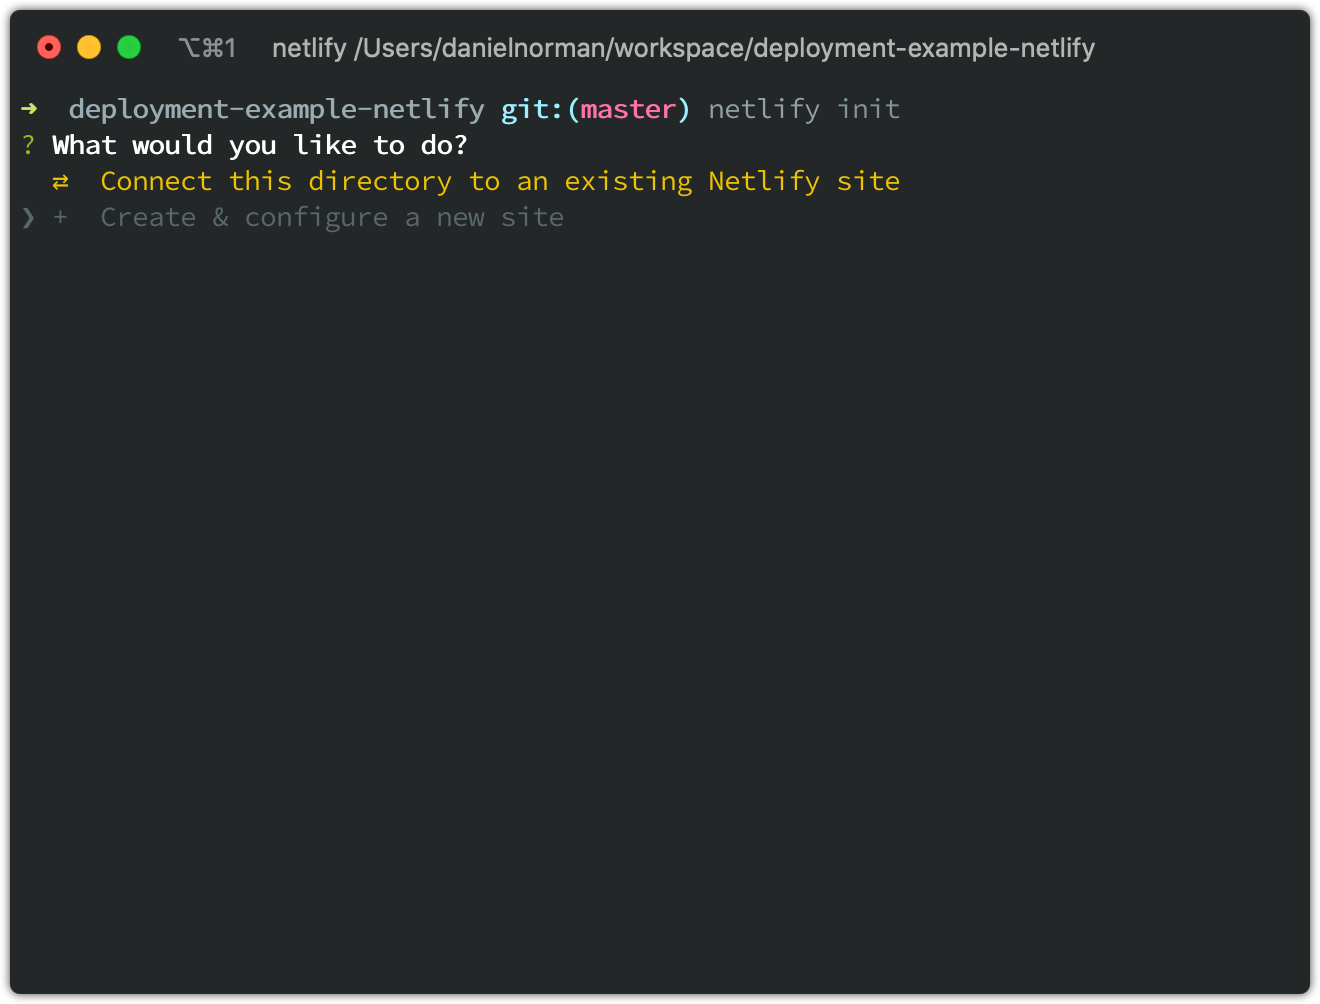 ⌥⌘1 netlify /Users/danielnorman/workspace/deployment-example-netlify
➜ deployment-example-netlify git:(master) netlify init
? What would you like to do?
⇄ Connect this directory to an existing Netlify site
❯ + Create & configure a new site